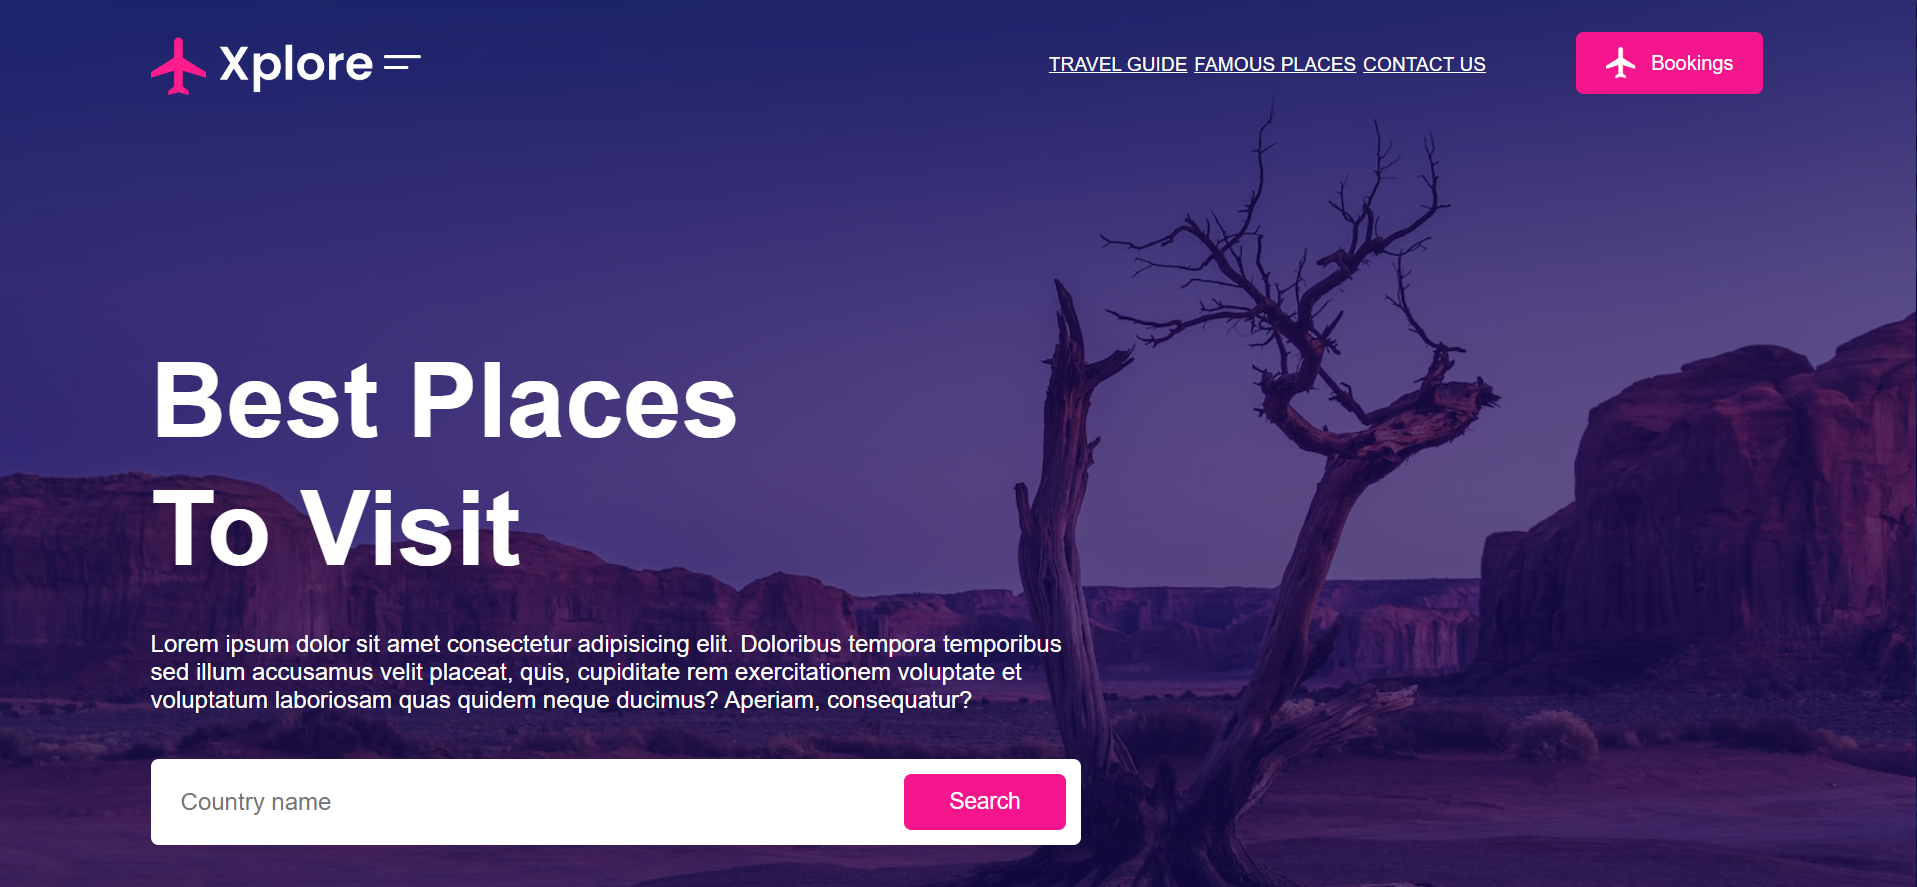 Xplore
TRAVEL GUIDE FAMOUS PLACES CONTACT US
Bookings
Best Places
To Visit
Lorem ipsum dolor sit amet consectetur adipisicing elit. Doloribus tempora temporibus
sed illum accusamus velit placeat, quis, cupiditate rem exercitationem voluptate et
voluptatum laboriosam quas quidem neque ducimus? Aperiam, consequatur?
Country name
Search